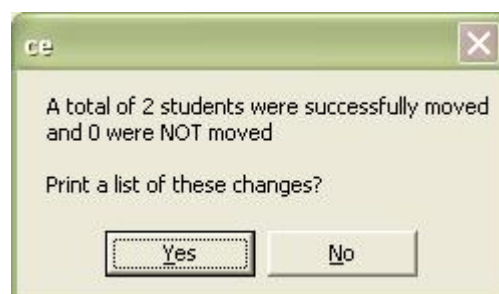 ce
A total of 2 students were successfully moved
and 0 were NOT moved
Print a list of these changes?
Yes
No